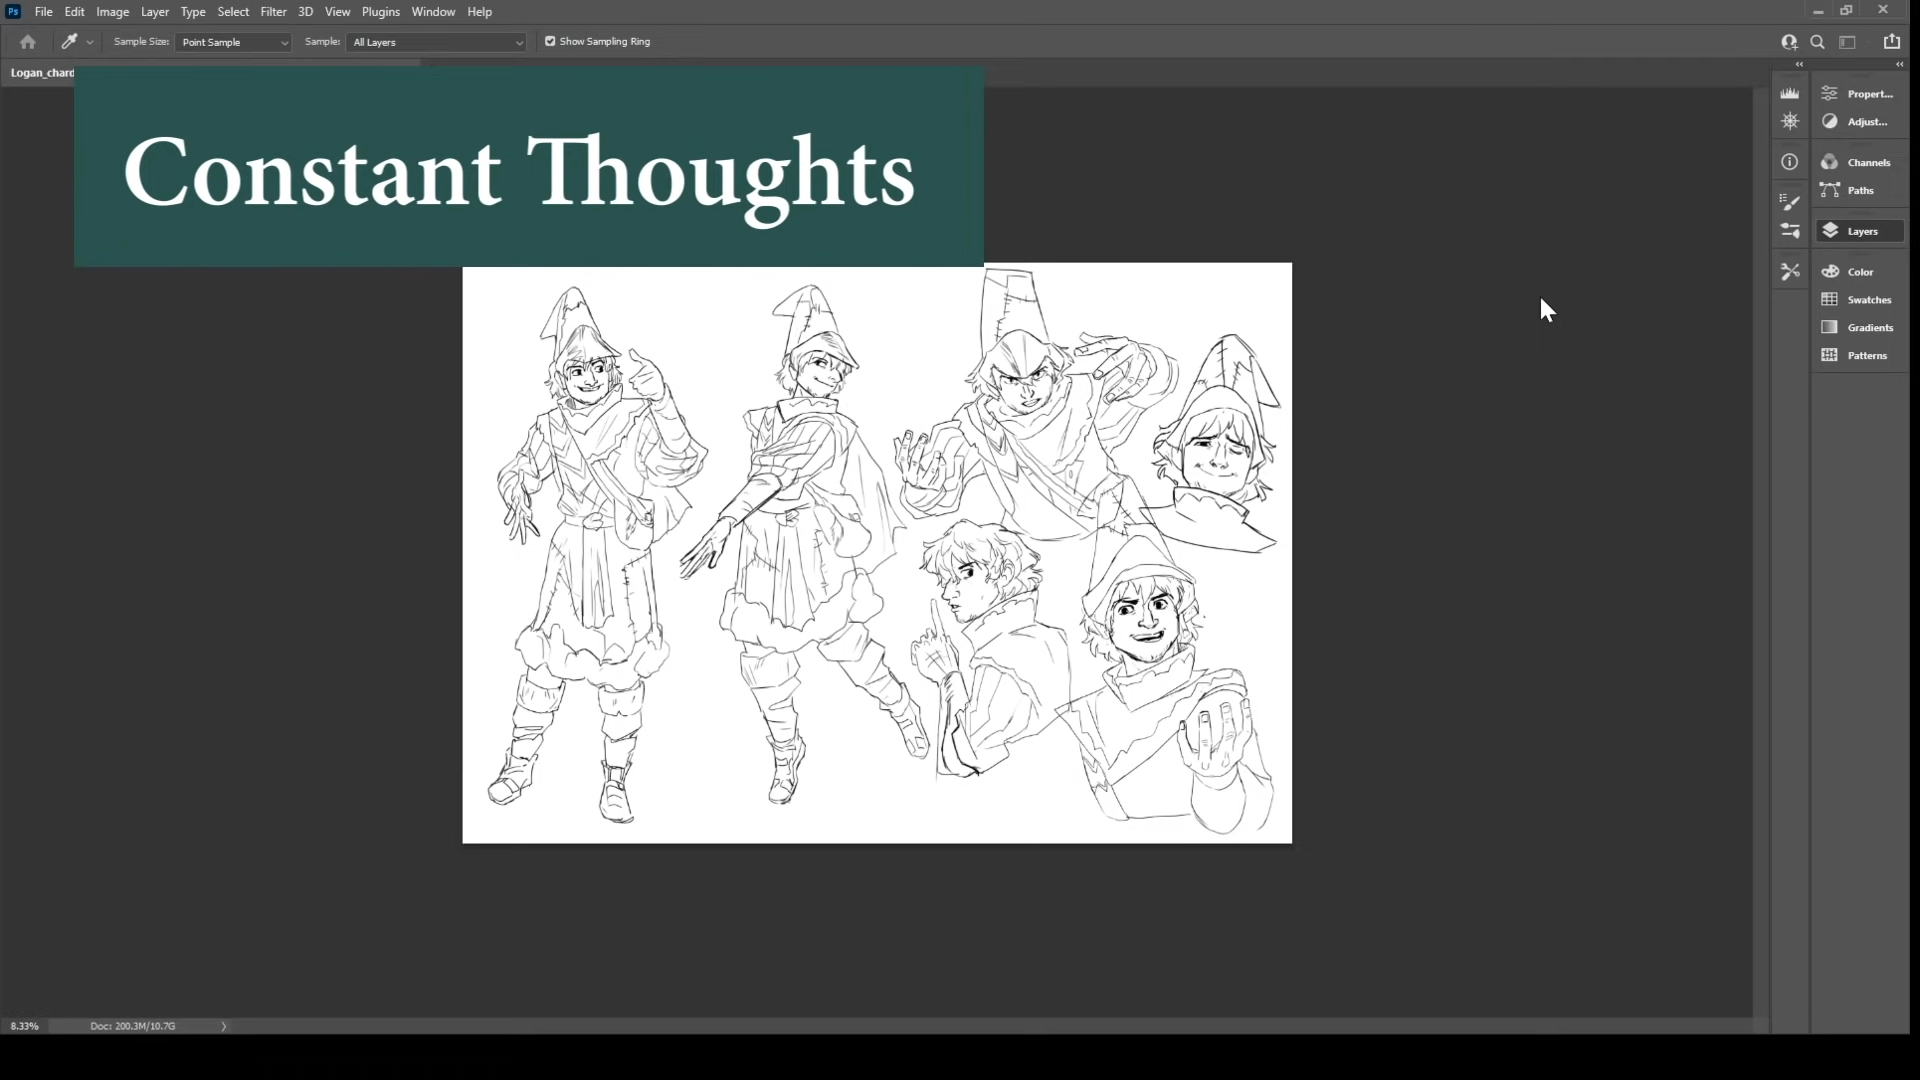 Ps File Edit Image Layer Type Select Filter 3D View Plugins Window Help
Sample Size: Point Sample Sample: All Layers Show Sampling Ring
Logan_chard
Constant Thoughts
Propert...
Adjust...
Channels
Paths
Layers
Color
Swatches
Gradients
Patterns
8.33% Doc: 200.3M/10.7G